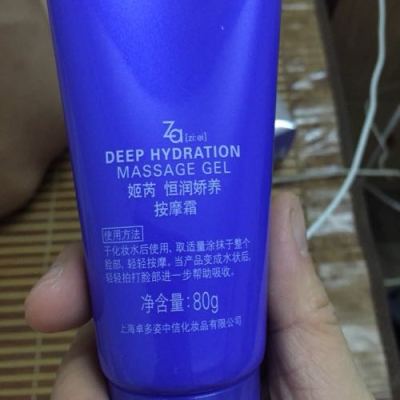 Za [zi:ei]
DEEP HYDRATION
MASSAGE GEL
姬芮 恒润娇养
按摩霜
使用方法
于化妆水后使用、取适量涂抹于整个
脸部、轻轻按摩。当产品变成水状后、
轻轻拍打脸部进一步帮助吸收。
净含量:80g
上海卓多姿中信化妆品有限公司